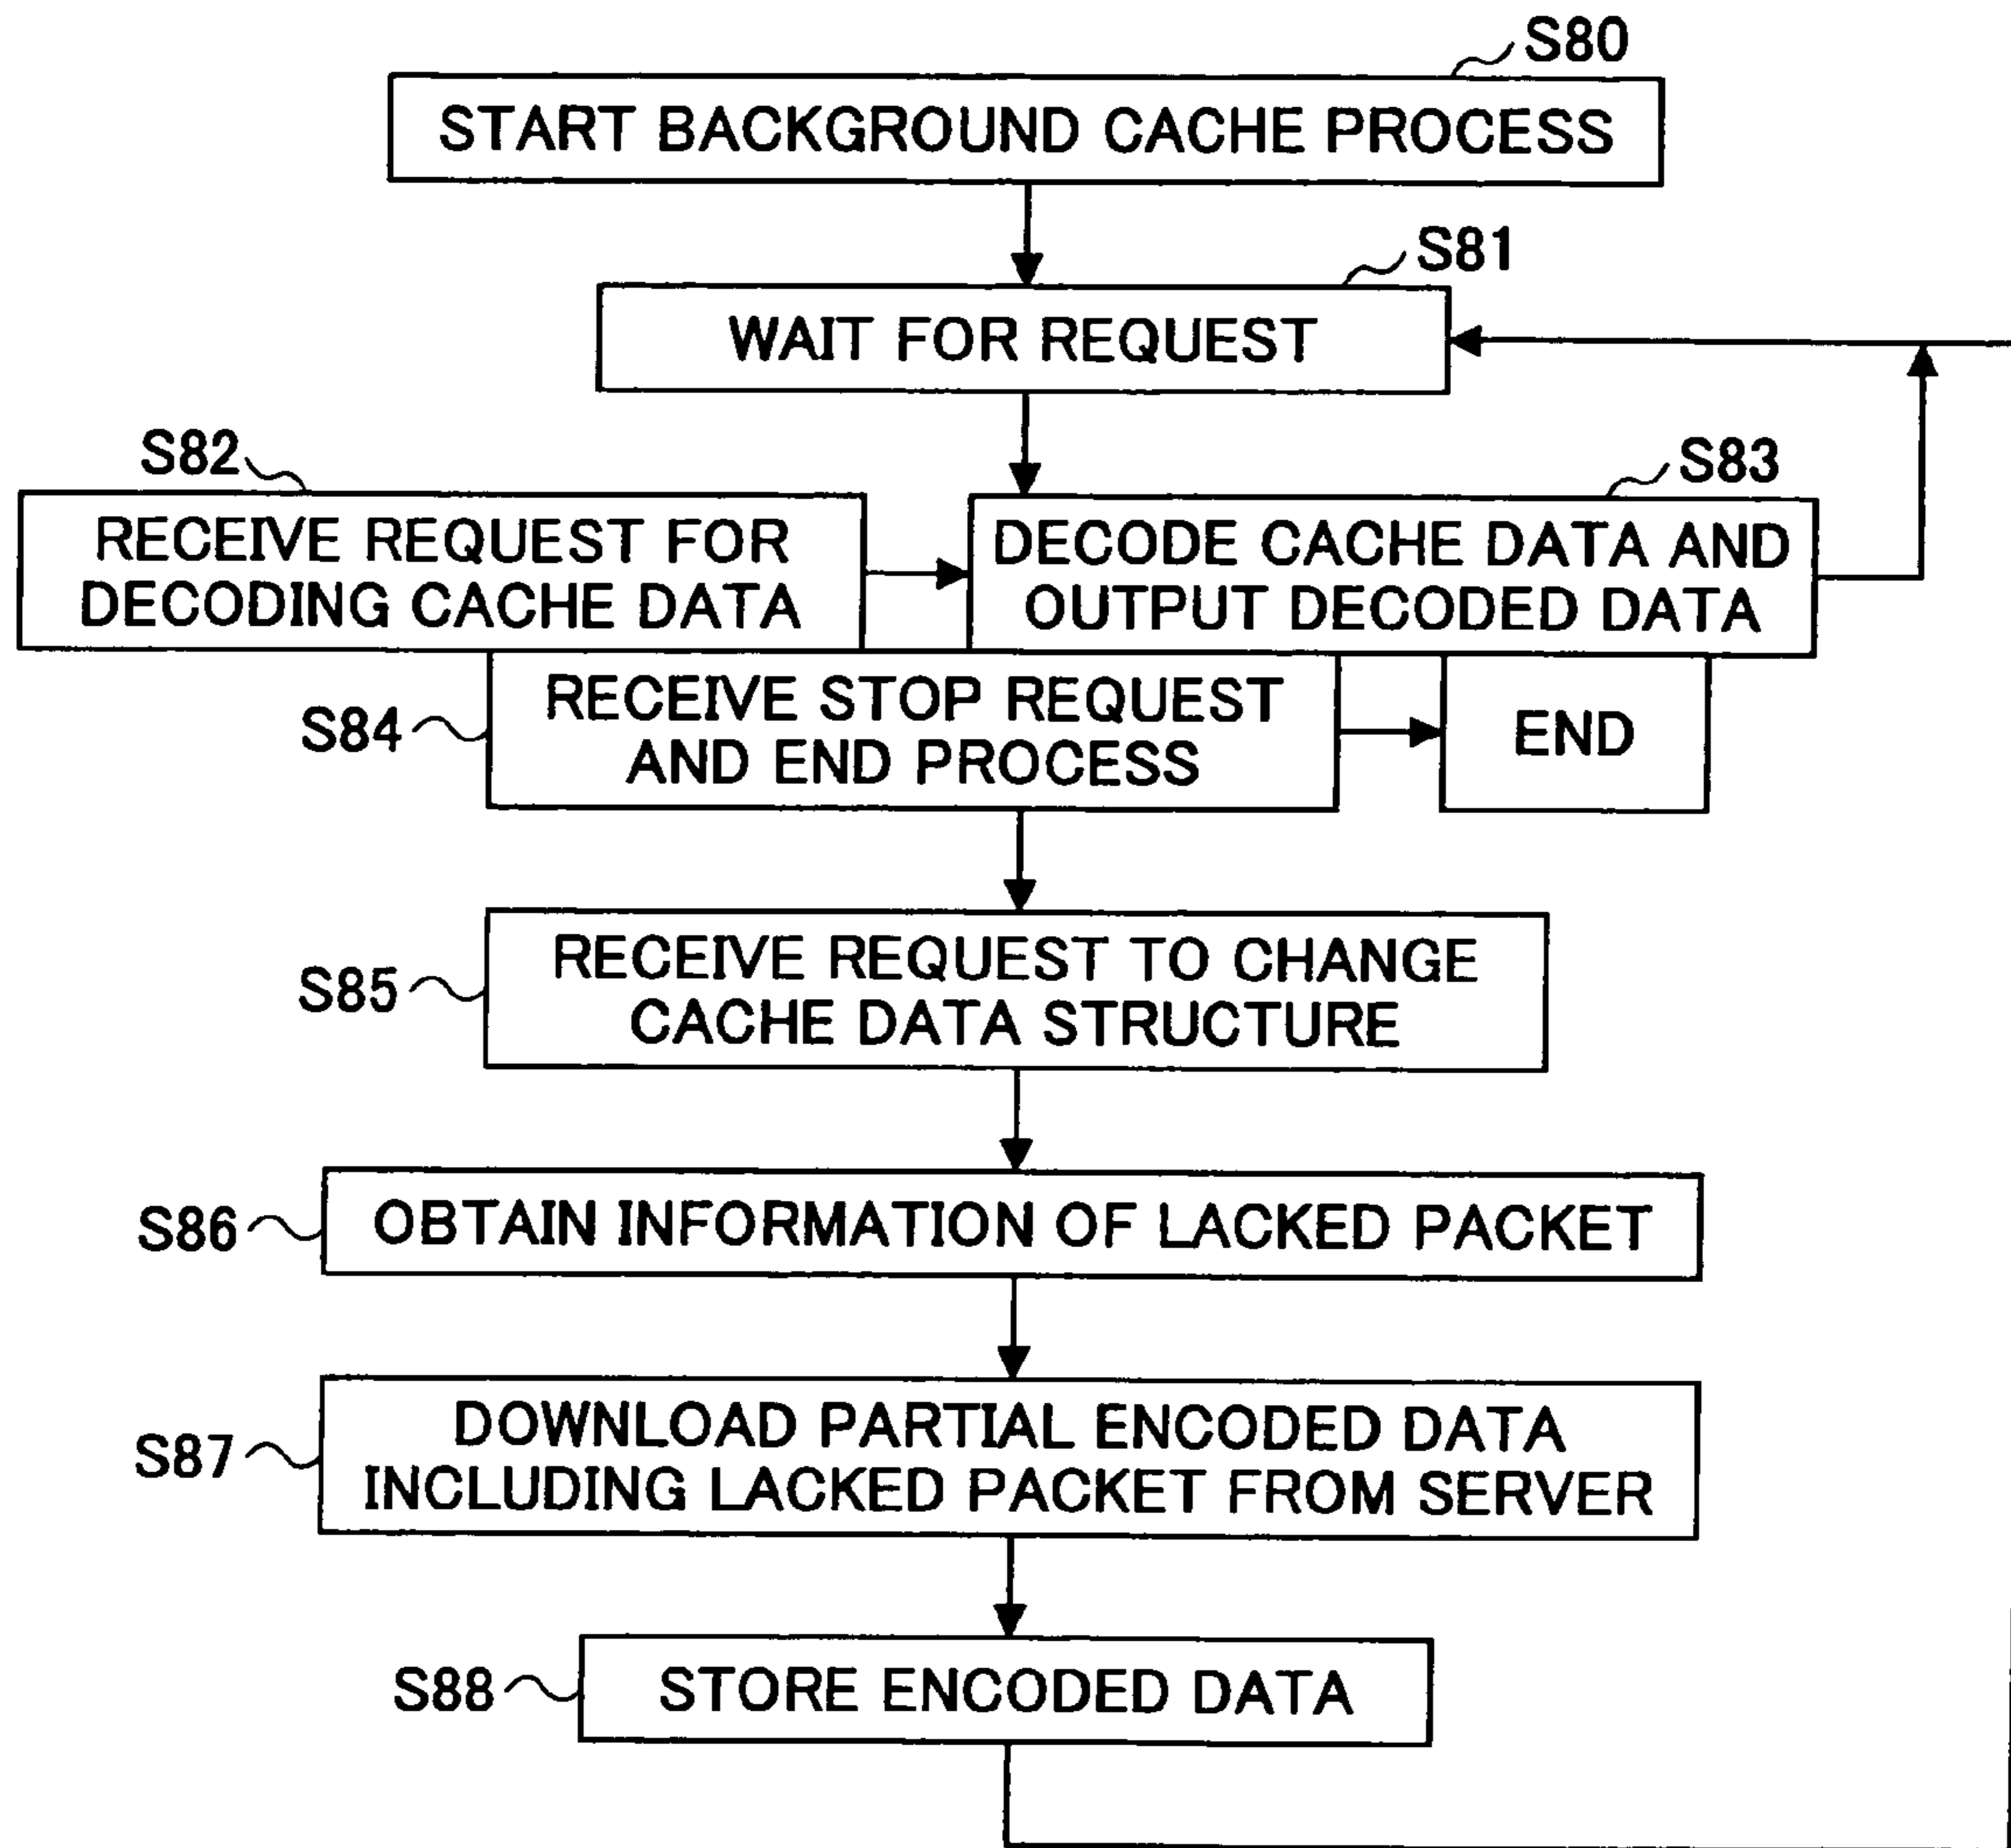 S80
START BACKGROUND CACHE PROCESS
S81
WAIT FOR REQUEST
S82
RECEIVE REQUEST FOR
DECODING CACHE DATA
S83
DECODE CACHE DATA AND
OUTPUT DECODED DATA
S84
RECEIVE STOP REQUEST
AND END PROCESS
END
S85
RECEIVE REQUEST TO CHANGE
CACHE DATA STRUCTURE
S86
OBTAIN INFORMATION OF LACKED PACKET
S87
DOWNLOAD PARTIAL ENCODED DATA
INCLUDING LACKED PACKET FROM SERVER
S88
STORE ENCODED DATA